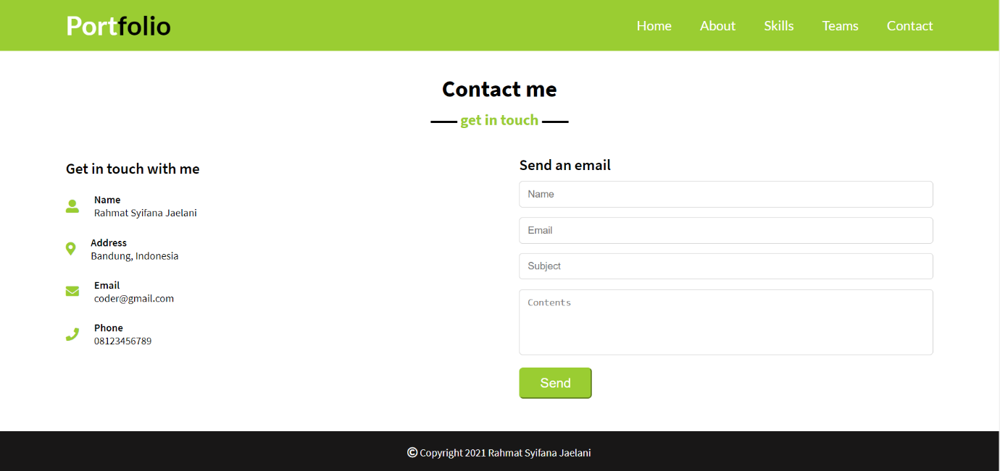 Portfolio
Home About Skills Teams Contact
Contact me
get in touch
Get in touch with me
Name
Rahmat Syifana Jaelani
Address
Bandung, Indonesia
Email
coder@gmail.com
Phone
08123456789
Send an email
Name
Email
Subject
Contents
Send
© Copyright 2021 Rahmat Syifana Jaelani